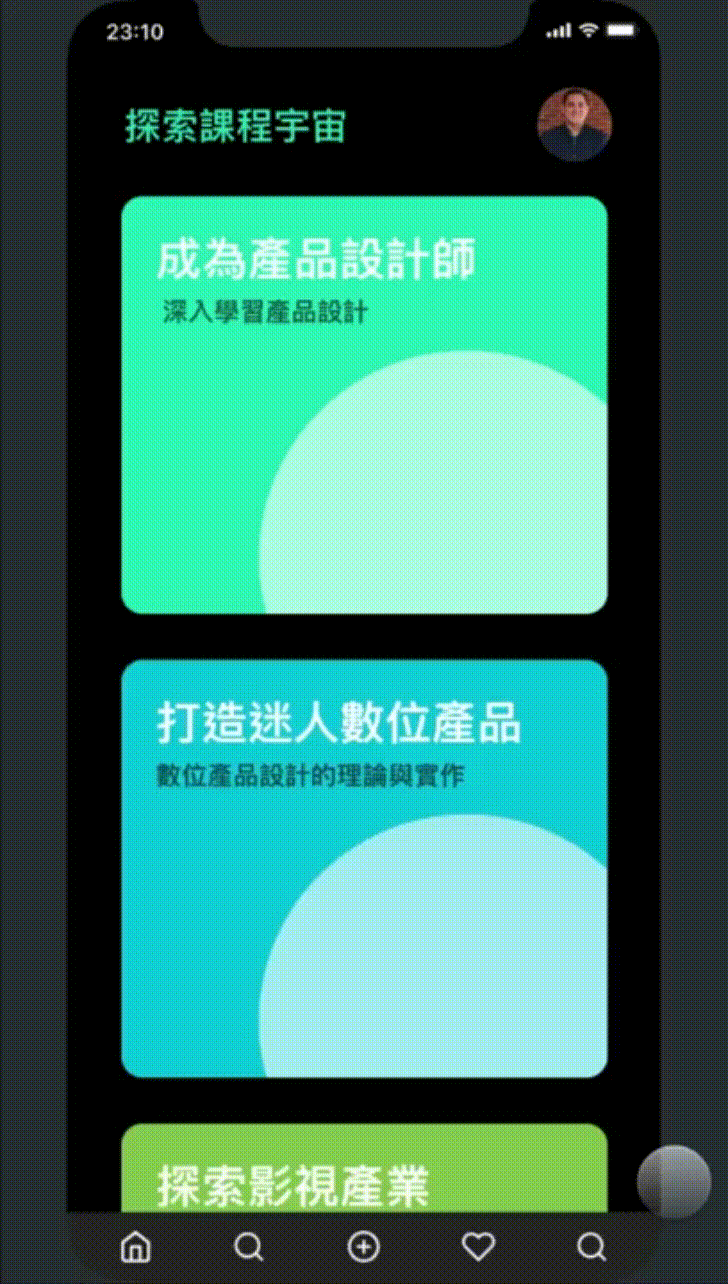 23:10
探索課程宇宙
成為產品設計師
深入學習產品設計
打造迷人數位產品
數位產品設計的理論與實作
探索影視產業